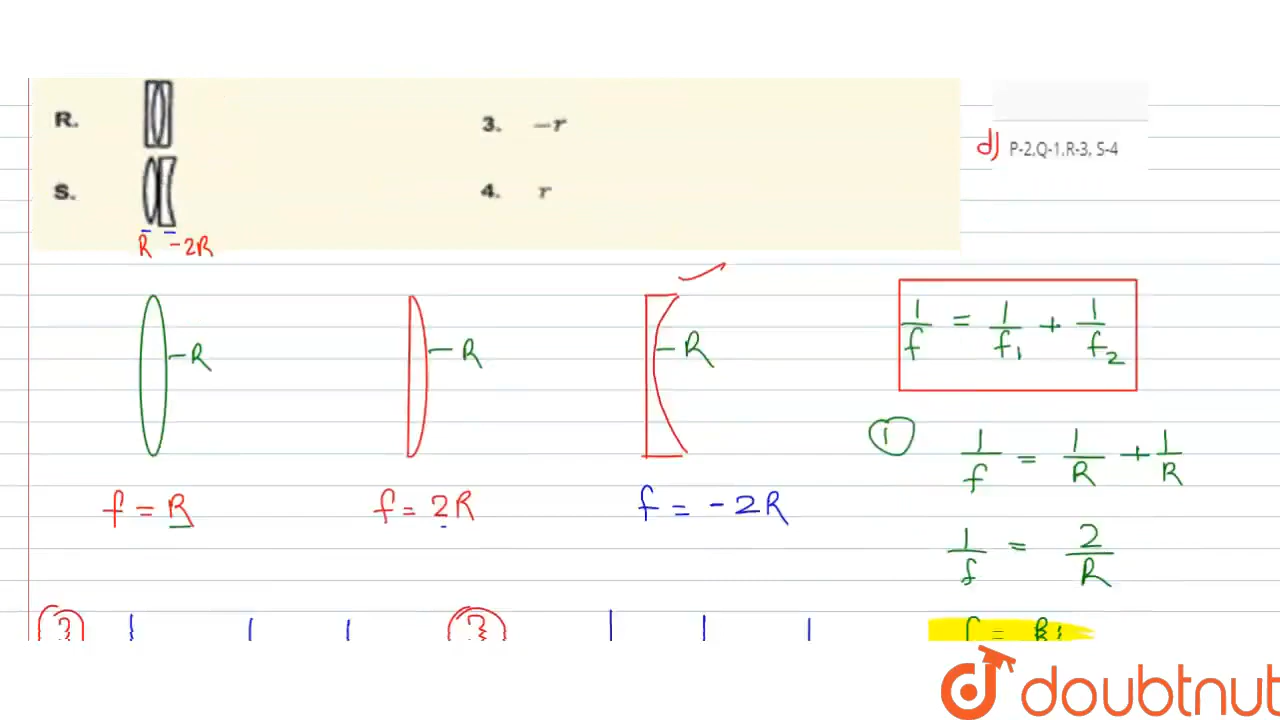 R.
3. −r
d) P-2,Q-1,R-3, S-4
S.
4. r
R −2R
−R
−R
−R
1/f = 1/f₁ + 1/f₂
①
1/f = 1/R + 1/R
f = R
f = 2R
f = −2R
1/f = 2/R
doubtnut